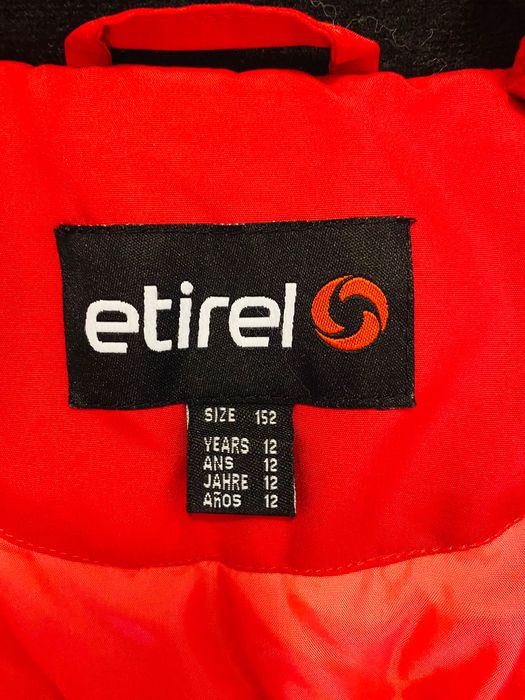 etirel
SIZE 152
YEARS 12
ANS 12
JAHRE 12
AÑOS 12